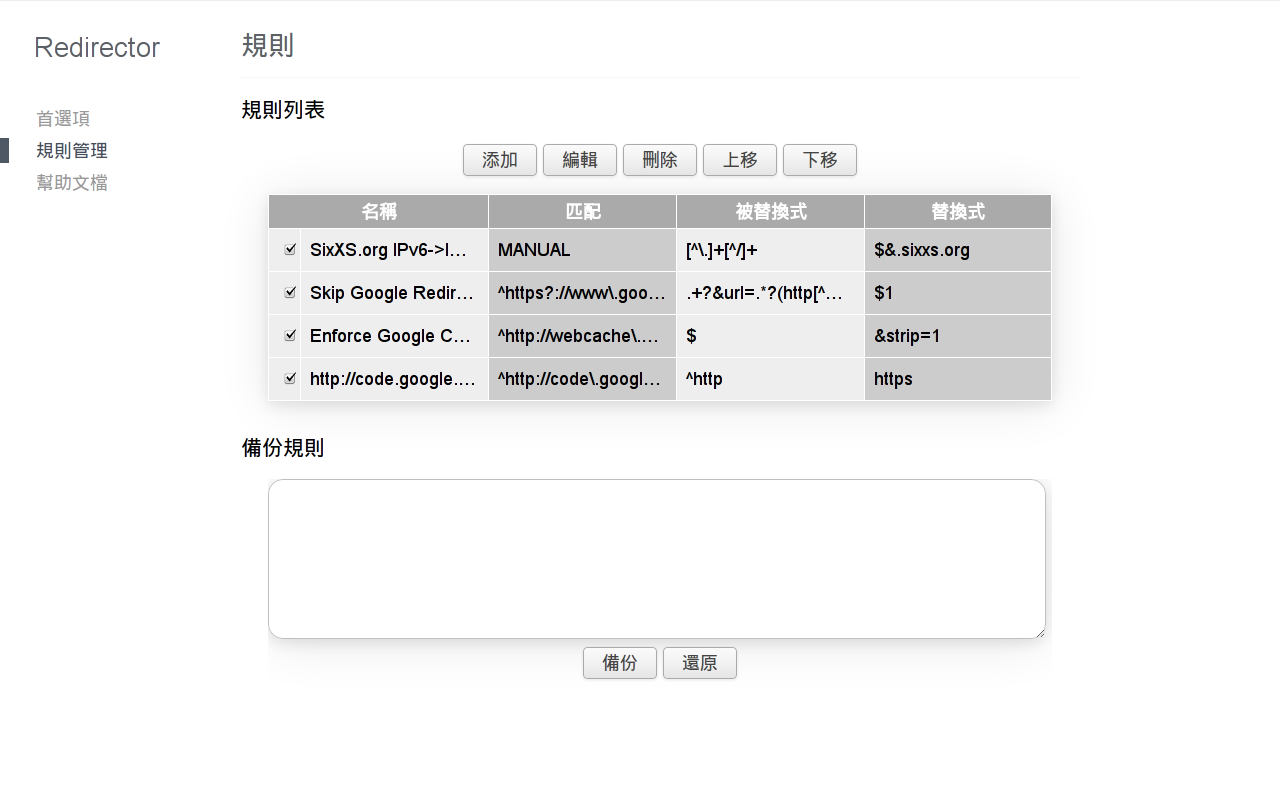 Redirector
首選項
規則管理
幫助文檔
規則
規則列表
添加 編輯 刪除 上移 下移
名稱 匹配 被替換式 替換式
SixXS.org IPv6->I… MANUAL [^\.]+[^/]+ $&.sixxs.org
Skip Google Redir… ^https?://www\.goo… .+?&url=.*?(http[^… $1
Enforce Google C… ^http://webcache\.… $ &strip=1
http://code.google.… ^http://code\.googl… ^http https
備份規則
備份 還原